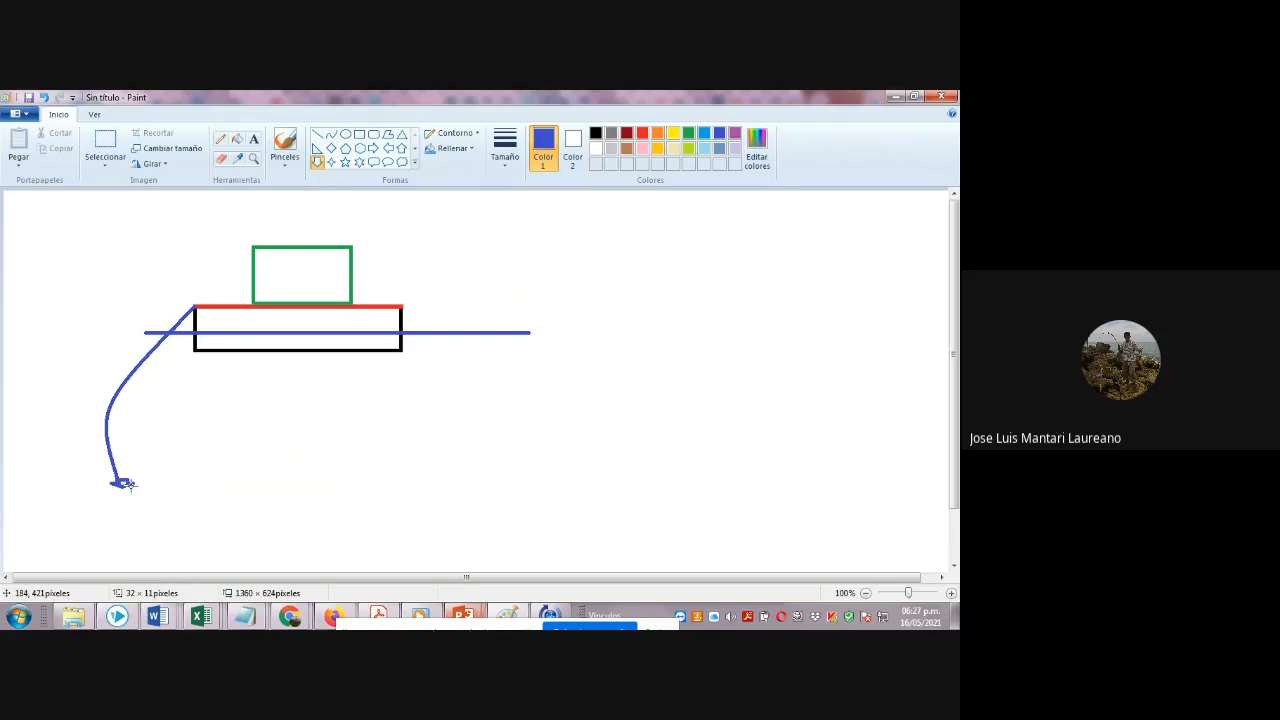 Sin título - Paint
Inicio
Ver
Pegar
Cortar
Copiar
Portapapeles
Seleccionar
Recortar
Cambiar tamaño
Girar
Imagen
Herramientas
Pinceles
Contorno
Rellenar
Formas
Tamaño
Color
1
Color
2
Editar
colores
Colores
Jose Luis Mantari Laureano
184, 421píxeles
32 × 11píxeles
1360 × 624píxeles
100%
Vínculos
06:27 p.m.
16/05/2021